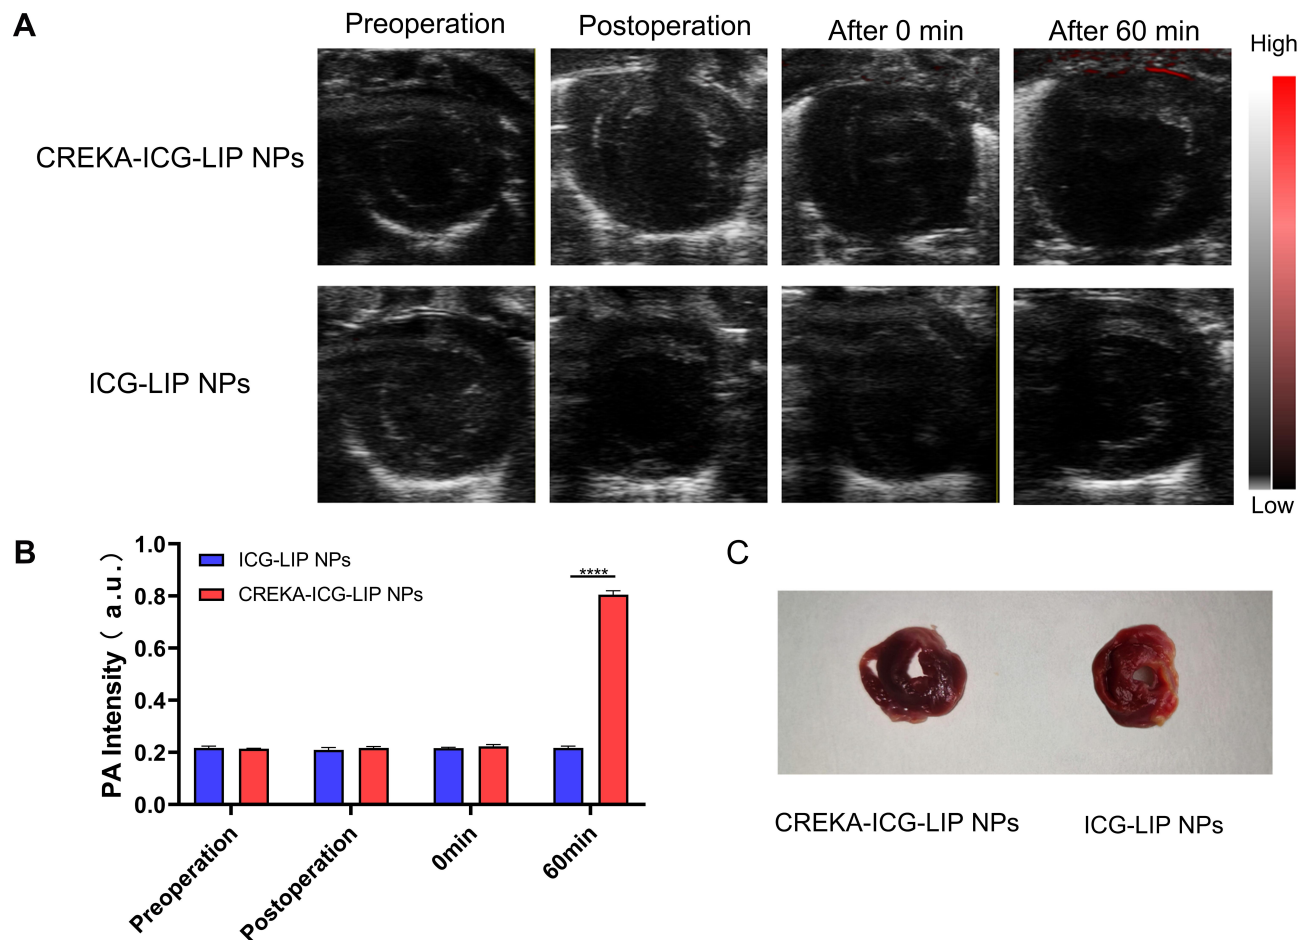 A
Preoperation
Postoperation
After 0 min
After 60 min
High
CREKA-ICG-LIP NPs
ICG-LIP NPs
Low
B
PA Intensity ( a.u.)
1.0
0.8
0.6
0.4
0.2
0.0
ICG-LIP NPs
CREKA-ICG-LIP NPs
****
Preoperation
Postoperation
0min
60min
C
CREKA-ICG-LIP NPs
ICG-LIP NPs